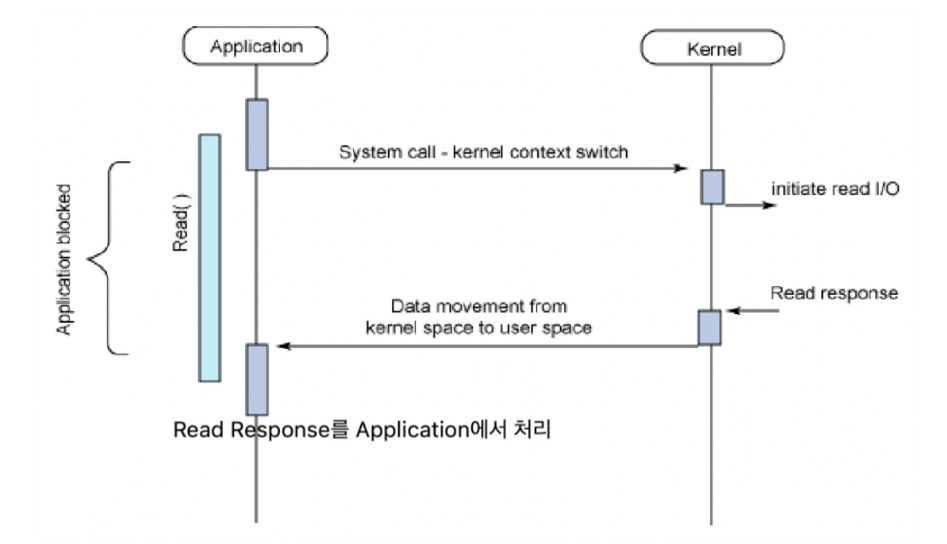 Application
Kernel
System call - kernel context switch
initiate read I/O
Application blocked
Read( )
Read response
Data movement from
kernel space to user space
Read Response를 Application에서 처리